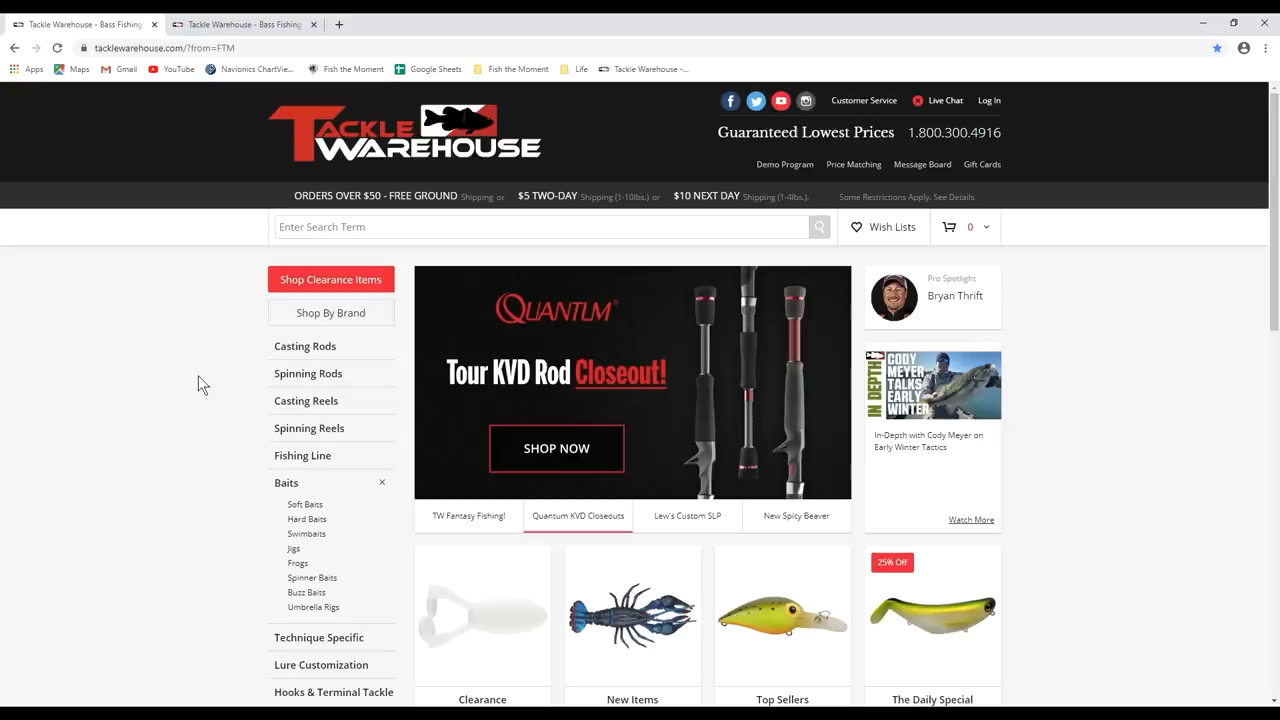 Tackle Warehouse - Bass Fishing
Tackle Warehouse - Bass Fishing
tacklewarehouse.com/?from=FTM
Apps Maps Gmail YouTube Navionics ChartVie... Fish the Moment Google Sheets Fish the Moment Life Tackle Warehouse -...
Customer Service Live Chat Log In
TACKLE
WAREHOUSE
Guaranteed Lowest Prices 1.800.300.4916
Demo Program Price Matching Message Board Gift Cards
ORDERS OVER $50 - FREE GROUND Shipping or $5 TWO-DAY Shipping (1-10lbs.) or $10 NEXT DAY Shipping (1-4lbs.). Some Restrictions Apply. See Details
Enter Search Term
Wish Lists
0
Shop Clearance Items
Shop By Brand
Casting Rods
Spinning Rods
Casting Reels
Spinning Reels
Fishing Line
Baits
Soft Baits
Hard Baits
Swimbaits
Jigs
Frogs
Spinner Baits
Buzz Baits
Umbrella Rigs
Technique Specific
Lure Customization
Hooks & Terminal Tackle
QUANTUM
Tour KVD Rod Closeout!
SHOP NOW
TW Fantasy Fishing! Quantum KVD Closeouts Lew's Custom SLP New Spicy Beaver
Pro Spotlight
Bryan Thrift
IN DEPTH
CODY
MEYER
TALKS
EARLY
WINTER
In-Depth with Cody Meyer on
Early Winter Tactics
Watch More
25% Off
Clearance
New Items
Top Sellers
The Daily Special